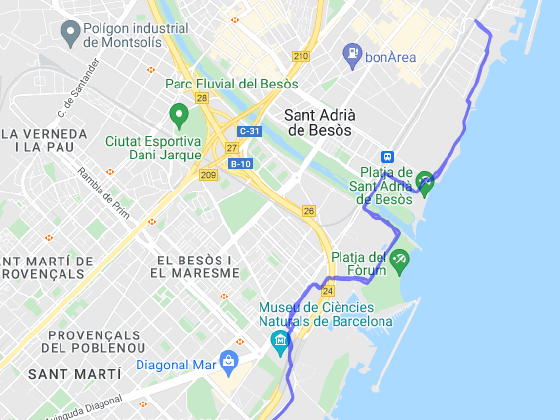 Polígon industrial
de Montsolís
210
bonÀrea
C. de Santander
Parc Fluvial del Besòs
28
Sant Adrià
de Besòs
LA VERNEDA
I LA PAU
Ciutat Esportiva
Dani Jarque
C-31
27
B-10
209
Rambla de Prim
Platja de
Sant Adrià
de Besòs
26
ANT MARTÍ DE
PROVENÇALS
EL BESÒS I
EL MARESME
Platja del
Fòrum
24
Museu de Ciències
Naturals de Barcelona
PROVENÇALS
DEL POBLENOU
Diagonal Mar
SANT MARTÍ
Avinguda Diagonal